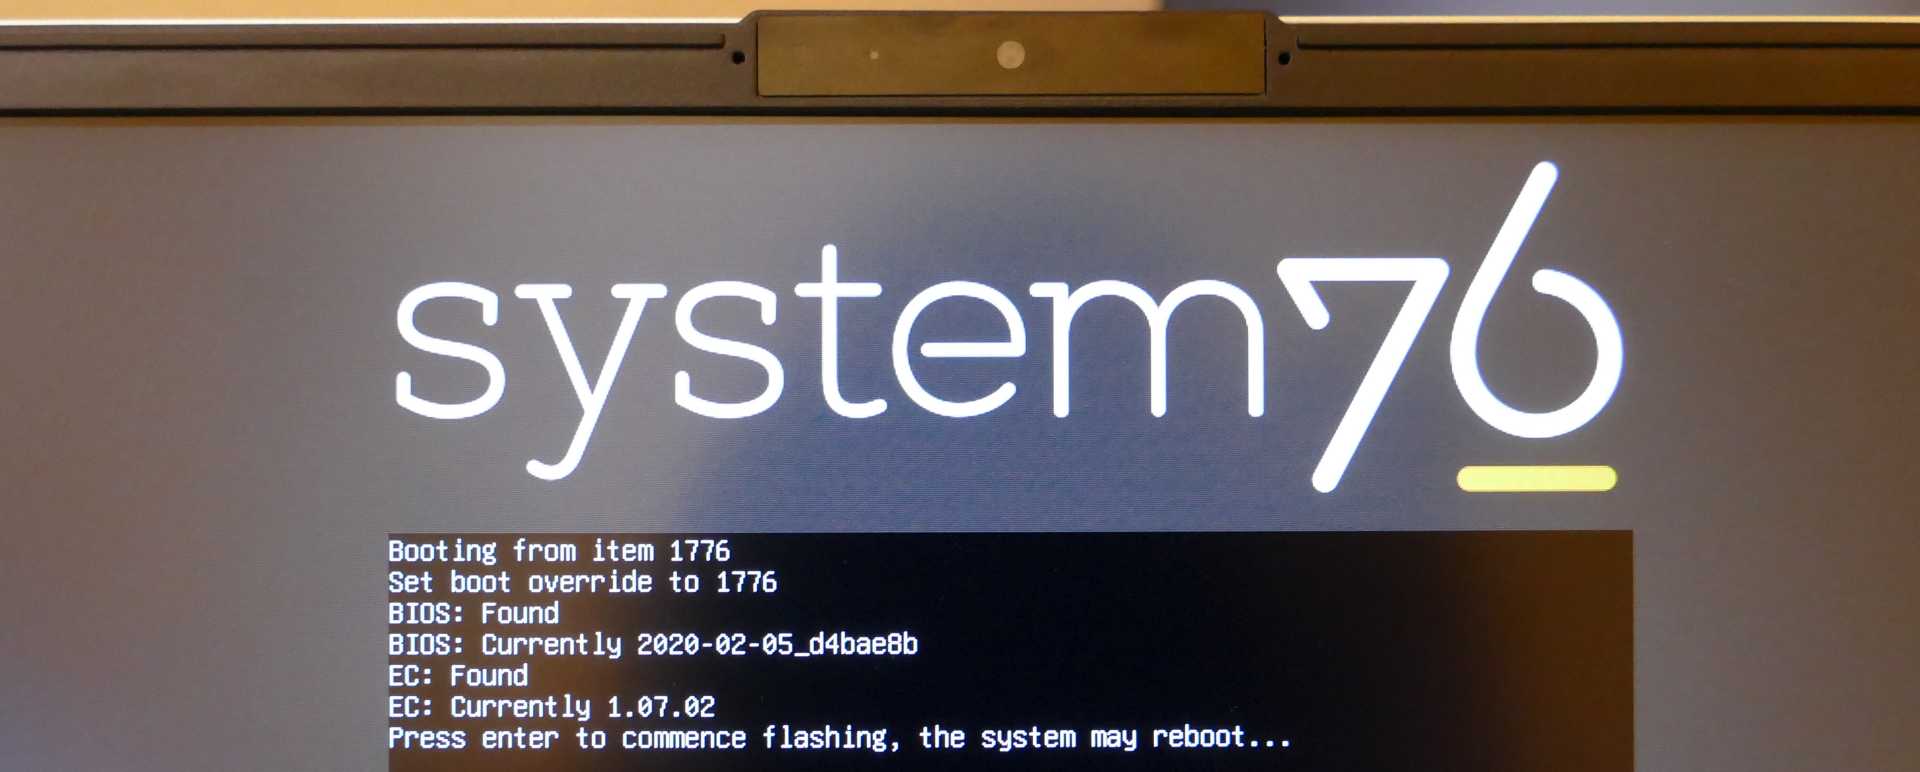 system76
Booting from item 1776
Set boot override to 1776
BIOS: Found
BIOS: Currently 2020-02-05_d4bae8b
EC: Found
EC: Currently 1.07.02
Press enter to commence flashing, the system may reboot...